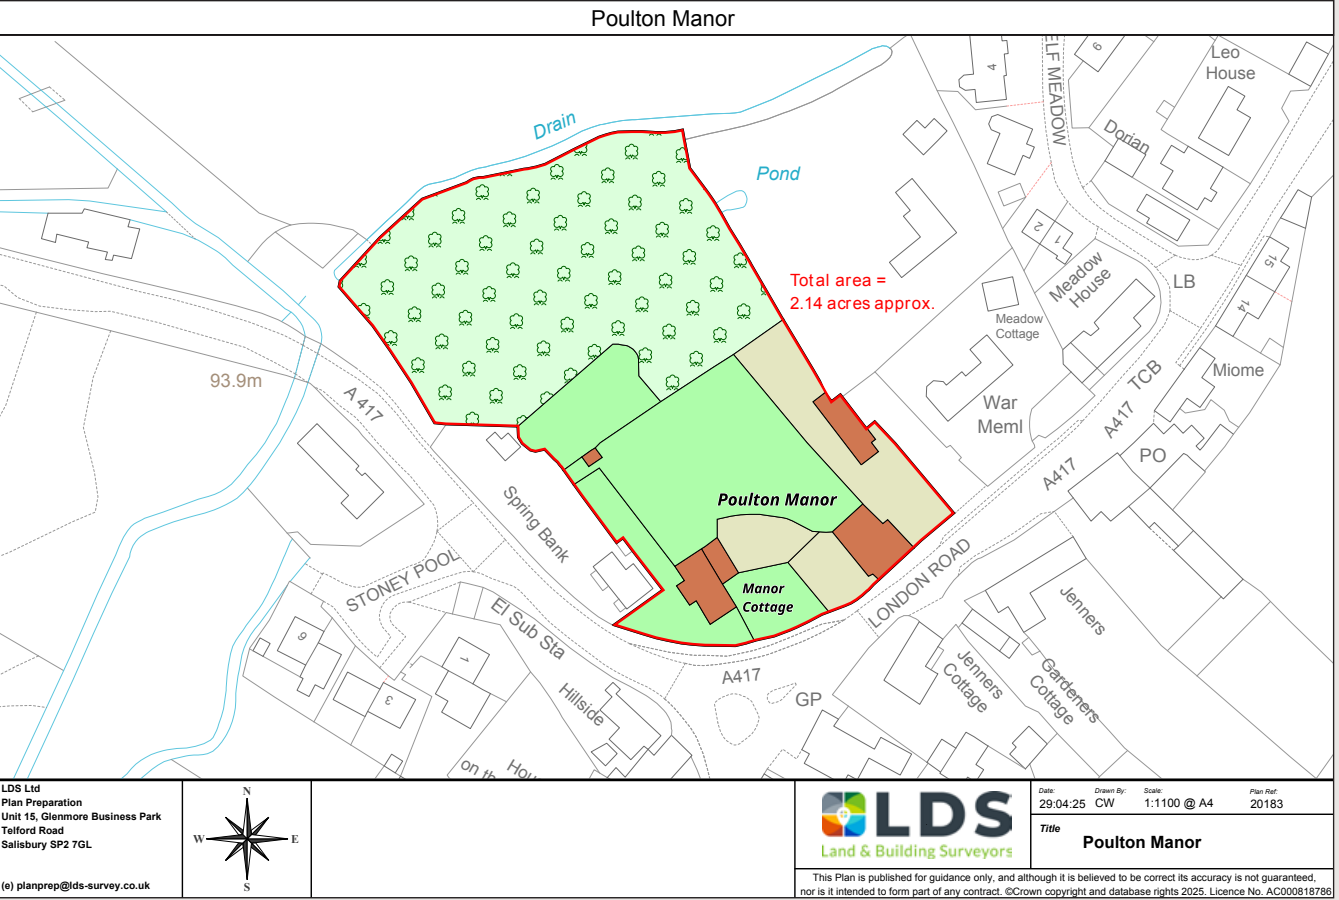 Poulton Manor
Drain
Pond
Total area =
2.14 acres approx.
93.9m
A 417
Spring Bank
STONEY POOL
El Sub Sta
Hillside
6
1
3
on th
Hou
A417
GP
LONDON ROAD
Poulton Manor
Manor
Cottage
Jenners
Jenners
Cottage
Gardeners
Cottage
A417
A417
TCB
PO
Miome
War
Meml
Meadow
Cottage
Meadow
House
LB
15
14
2
1
Dorian
Leo
House
ELF MEADOW
4
9
LDS Ltd
Plan Preparation
Unit 15, Glenmore Business Park
Telford Road
Salisbury SP2 7GL
(e) planprep@lds-survey.co.uk
N
W
E
S
LDS
Land & Building Surveyors
Date:
29:04:25
Drawn By:
CW
Scale:
1:1100 @ A4
Plan Ref:
20183
Title
Poulton Manor
This Plan is published for guidance only, and although it is believed to be correct its accuracy is not guaranteed,
nor is it intended to form part of any contract. ©Crown copyright and database rights 2025. Licence No. AC000818786